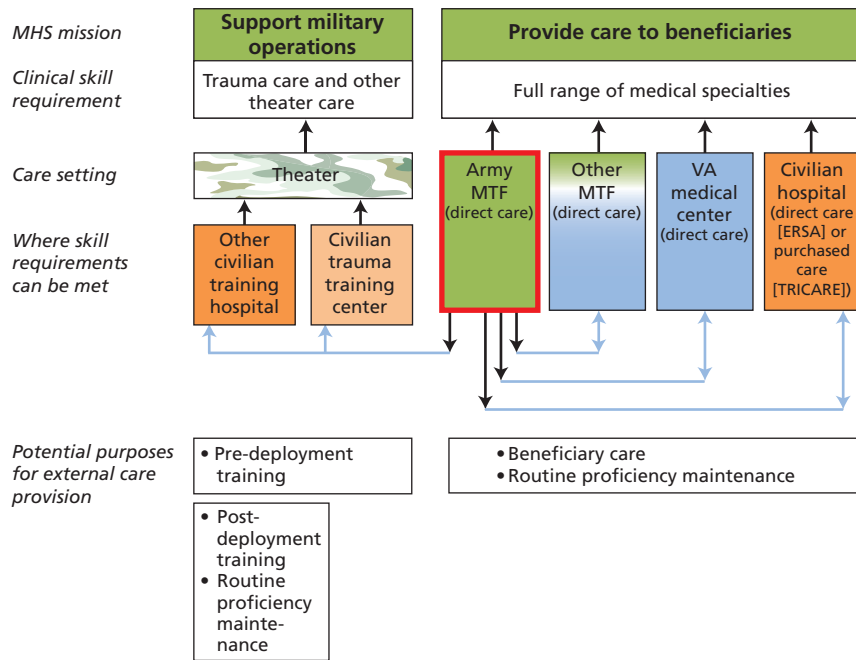 MHS mission
Support military
operations
Provide care to beneficiaries
Clinical skill
requirement
Trauma care and other
theater care
Full range of medical specialties
Care setting
Theater
Army
MTF
(direct care)
Other
MTF
(direct care)
VA
medical
center
(direct care)
Civilian
hospital
(direct care
[ERSA] or
purchased
care
[TRICARE])
Where skill
requirements
can be met
Other
civilian
training
hospital
Civilian
trauma
training
center
Potential purposes
for external care
provision
• Pre-deployment
training
• Beneficiary care
• Routine proficiency maintenance
• Post-
deployment
training
• Routine
proficiency
mainte-
nance